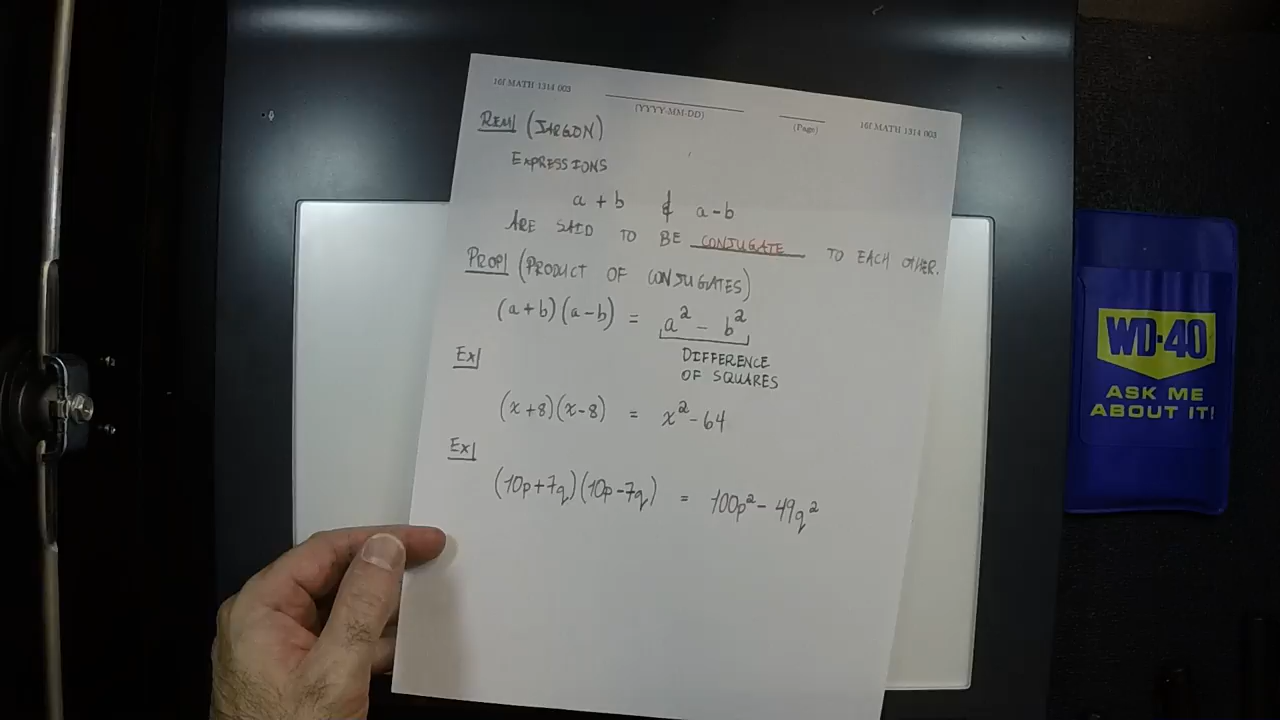 16f MATH 1314 003
(YYYY-MM-DD)
(Page)
16f MATH 1314 003
REM (JARGON)
EXPRESSIONS
a + b & a - b
ARE SAID TO BE CONJUGATE TO EACH OTHER.
PROP (PRODUCT OF CONJUGATES)
(a+b)(a-b) = a² - b²
DIFFERENCE
OF SQUARES
Ex
(x+8)(x-8) = x²-64
Ex
(10p+7q)(10p-7q) = 100p²-49q²
WD-40
ASK ME
ABOUT IT!